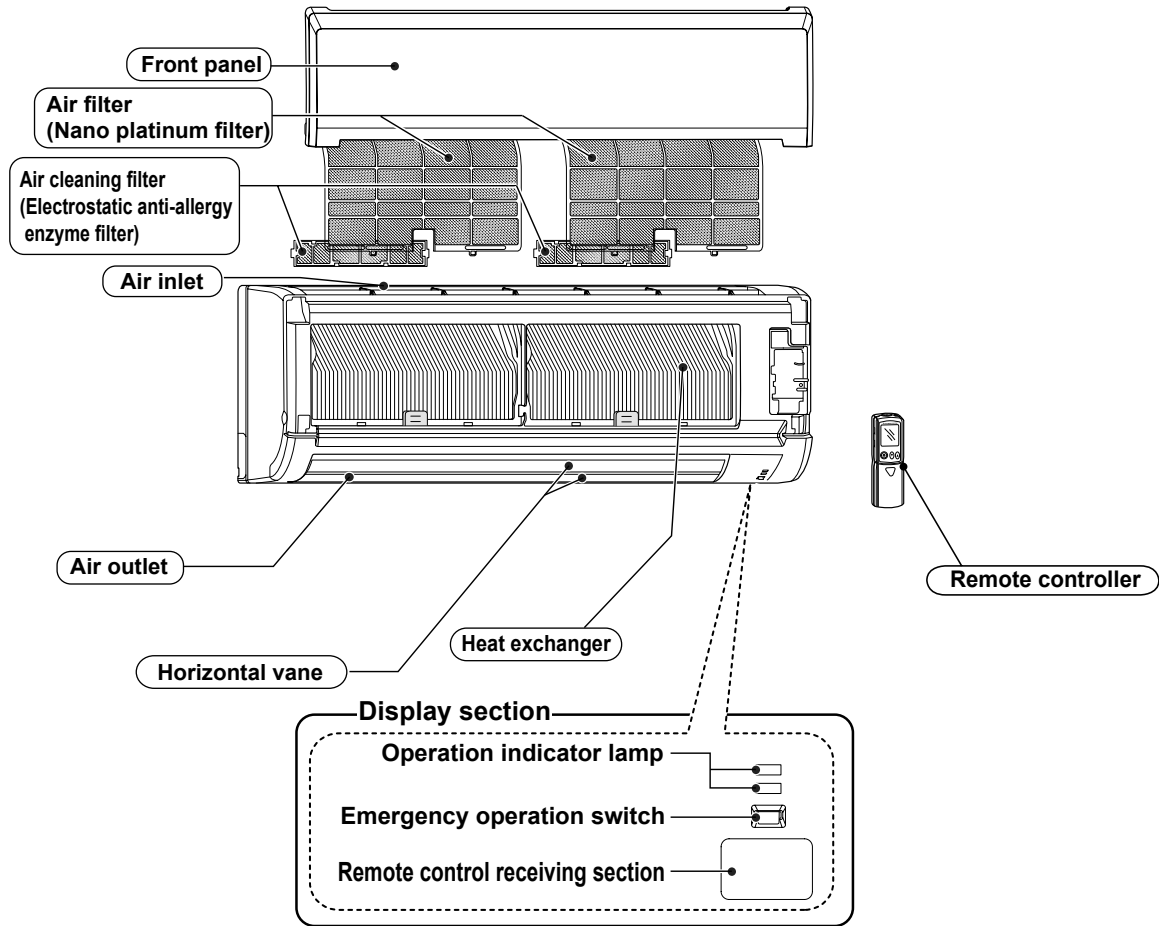 Front panel
Air filter
(Nano platinum filter)
Air cleaning filter
(Electrostatic anti-allergy
enzyme filter)
Air inlet
Air outlet
Remote controller
Heat exchanger
Horizontal vane
Display section
Operation indicator lamp
Emergency operation switch
Remote control receiving section